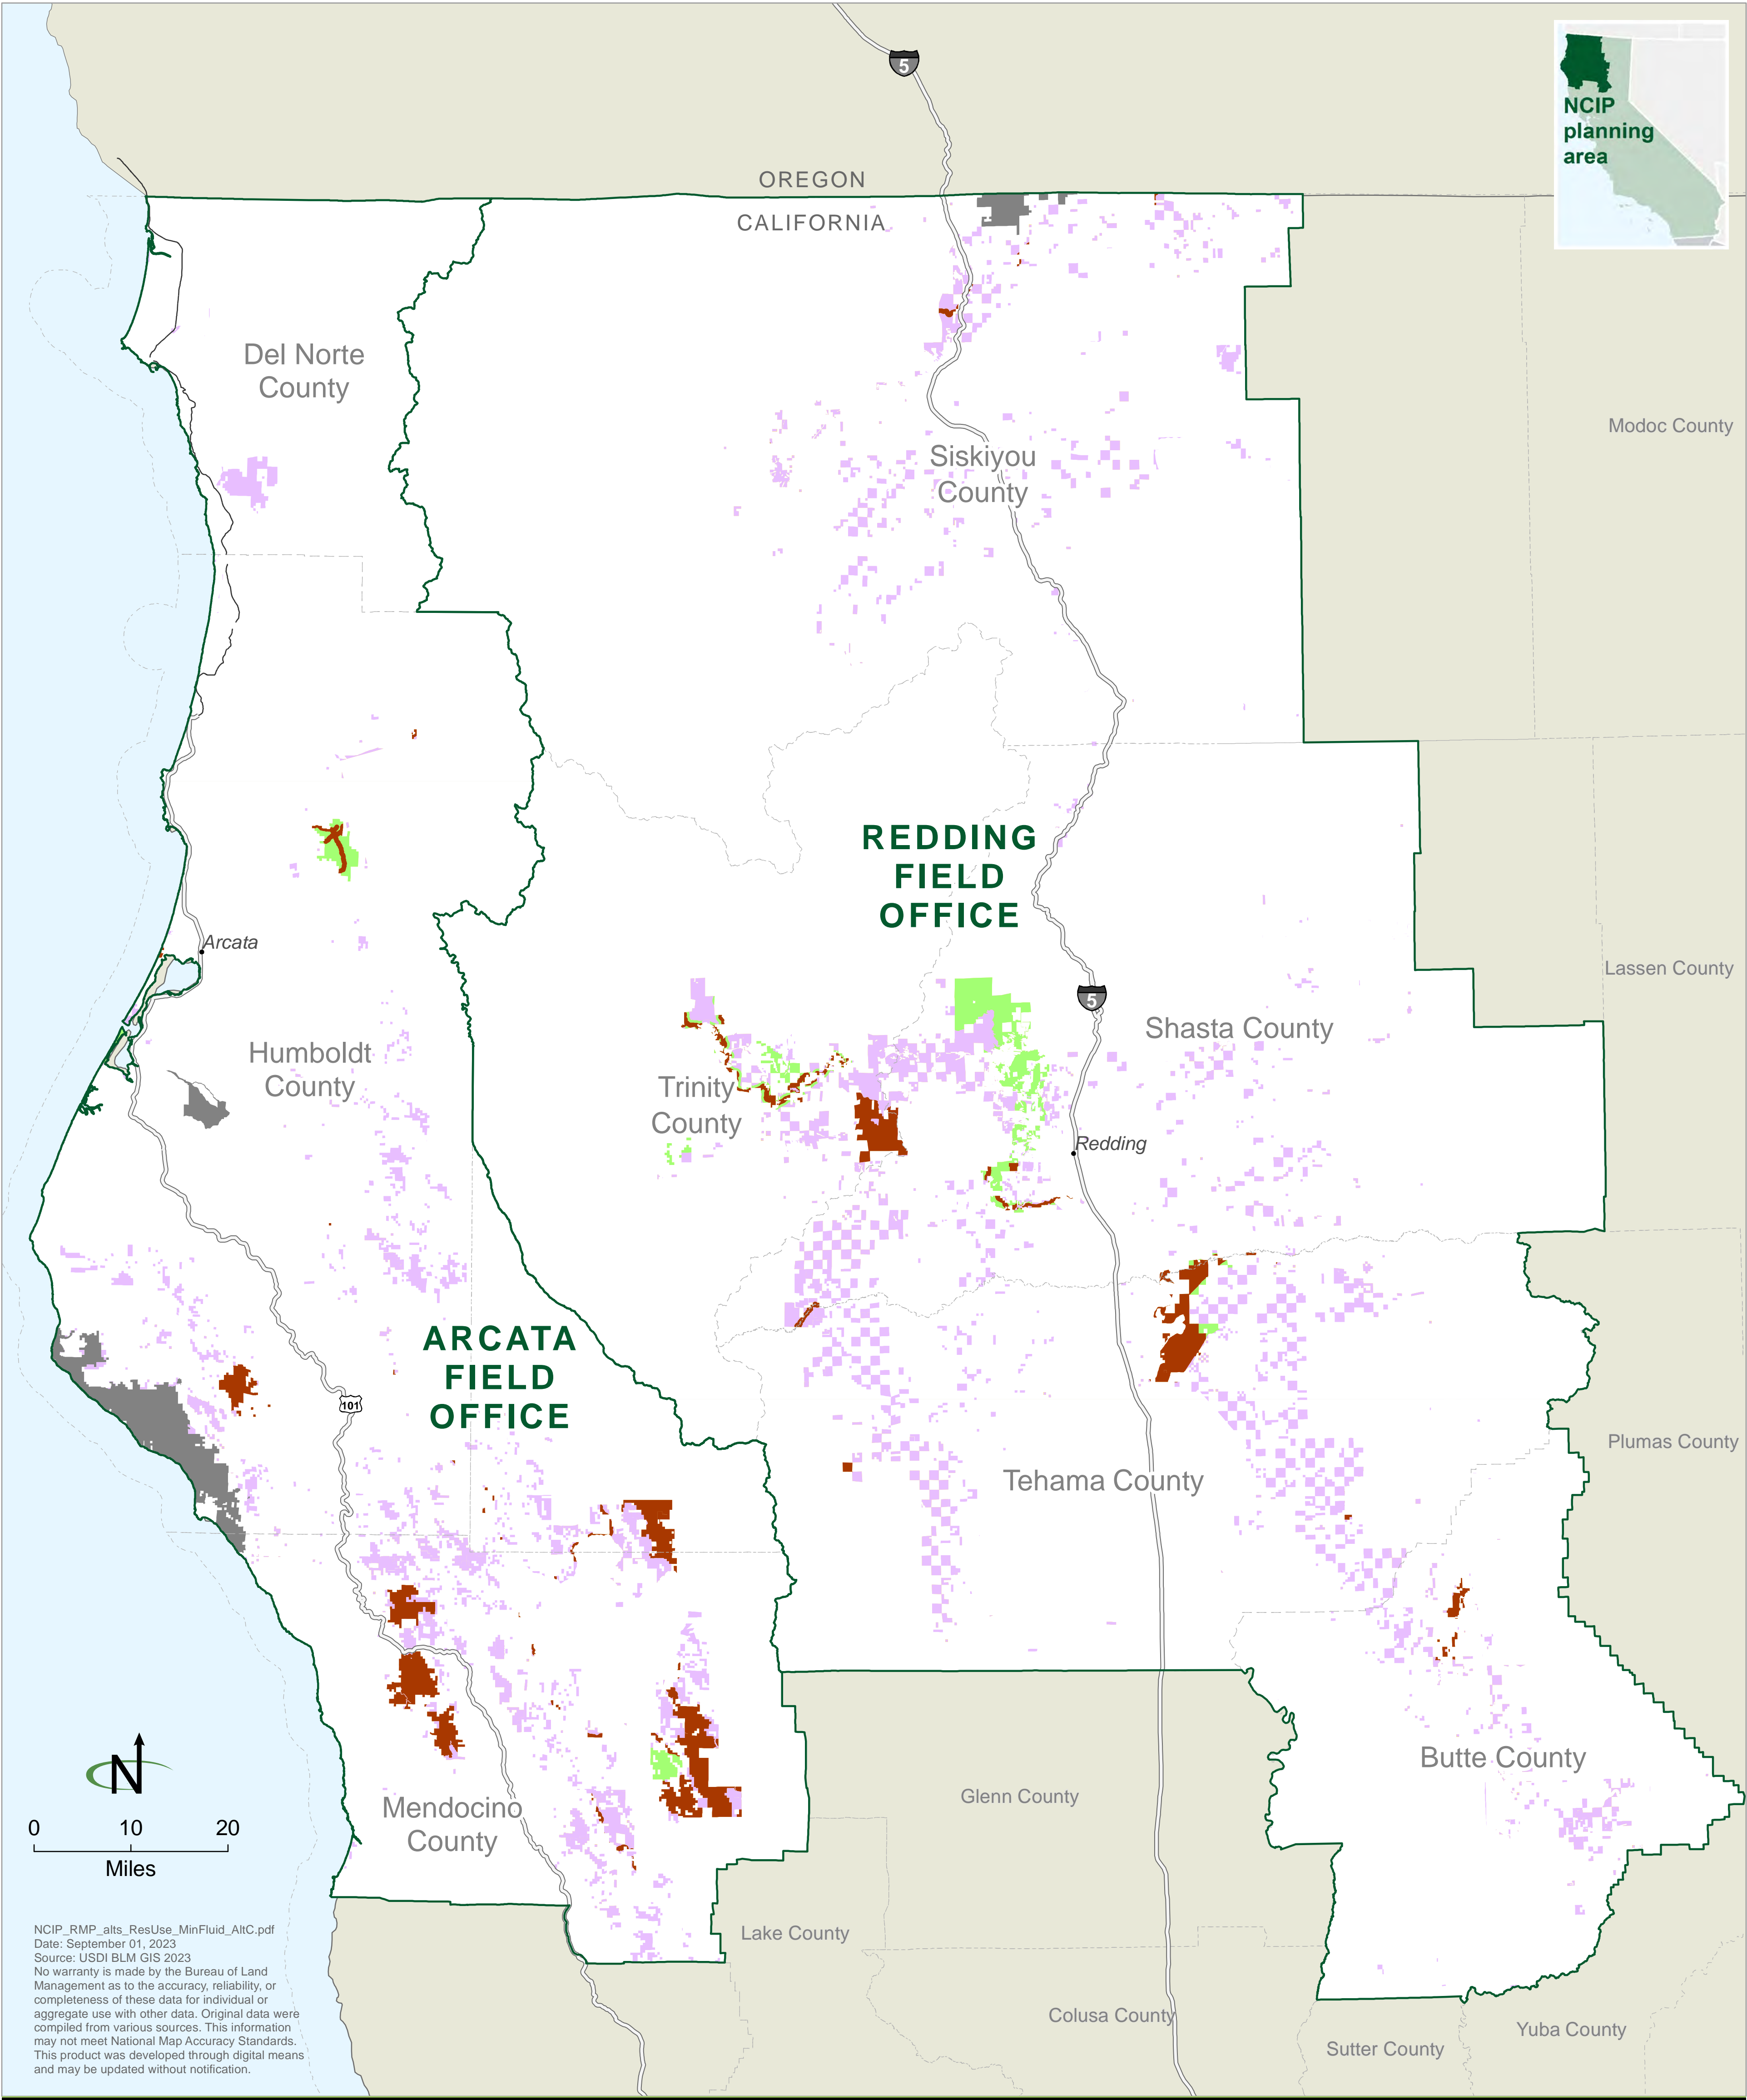 5
NCIP
planning
area
OREGON
CALIFORNIA
Del Norte
County
Siskiyou
County
Modoc County
REDDING
FIELD
OFFICE
Arcata
Lassen County
5
Humboldt
County
Shasta County
Trinity
County
Redding
ARCATA
FIELD
OFFICE
101
Plumas County
Tehama County
N
Butte County
Glenn County
Mendocino
County
0 10 20
Miles
Lake County
NCIP_RMP_alts_ResUse_MinFluid_AltC.pdf
Date: September 01, 2023
Source: USDI BLM GIS 2023
No warranty is made by the Bureau of Land
Management as to the accuracy, reliability, or
completeness of these data for individual or
aggregate use with other data. Original data were
compiled from various sources. This information
may not meet National Map Accuracy Standards.
This product was developed through digital means
and may be updated without notification.
Colusa County
Yuba County
Sutter County